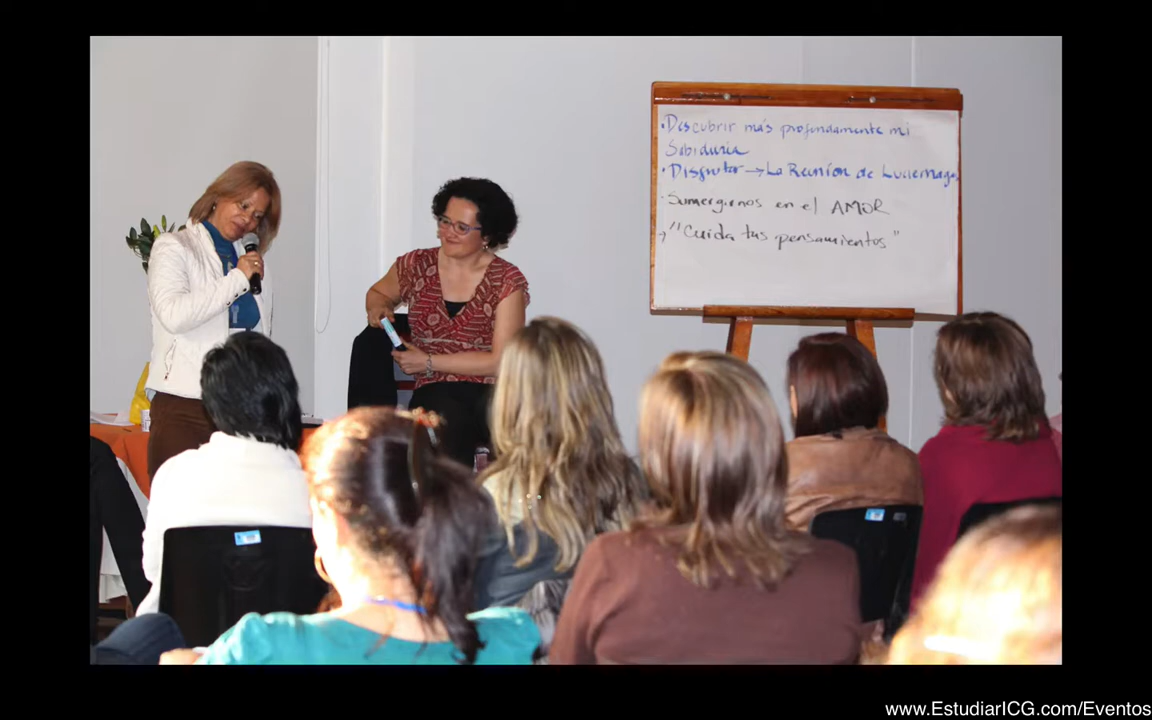 • Descubrir más profundamente mi
Sabiduría
• Disfrutar → La Reunión de Luciernagas
• Sumergirnos en el AMOR
→ "Cuida tus pensamientos"
www.EstudiarICG.com/Eventos